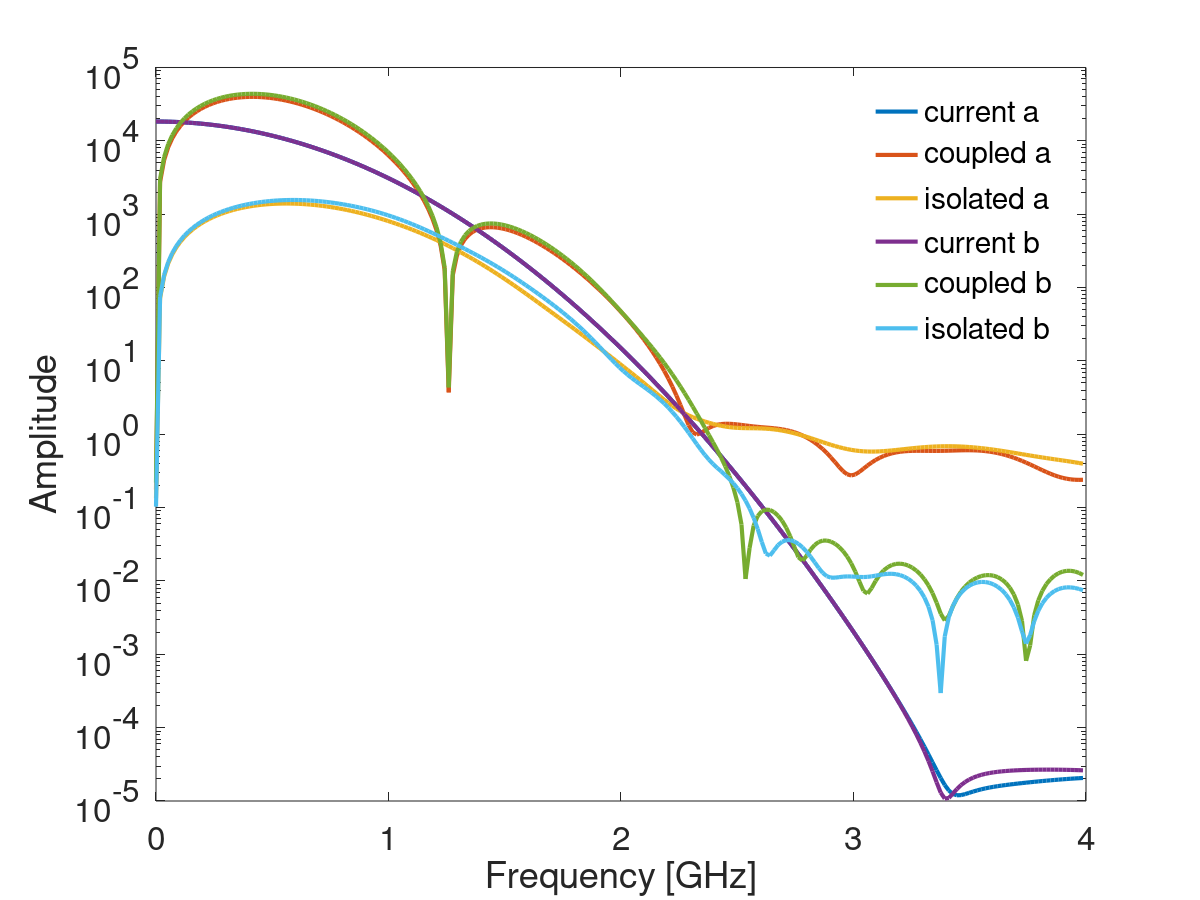 10^5
10^4
10^3
10^2
10^1
10^0
10^-1
10^-2
10^-3
10^-4
10^-5
Amplitude
current a
coupled a
isolated a
current b
coupled b
isolated b
0 1 2 3 4
Frequency [GHz]